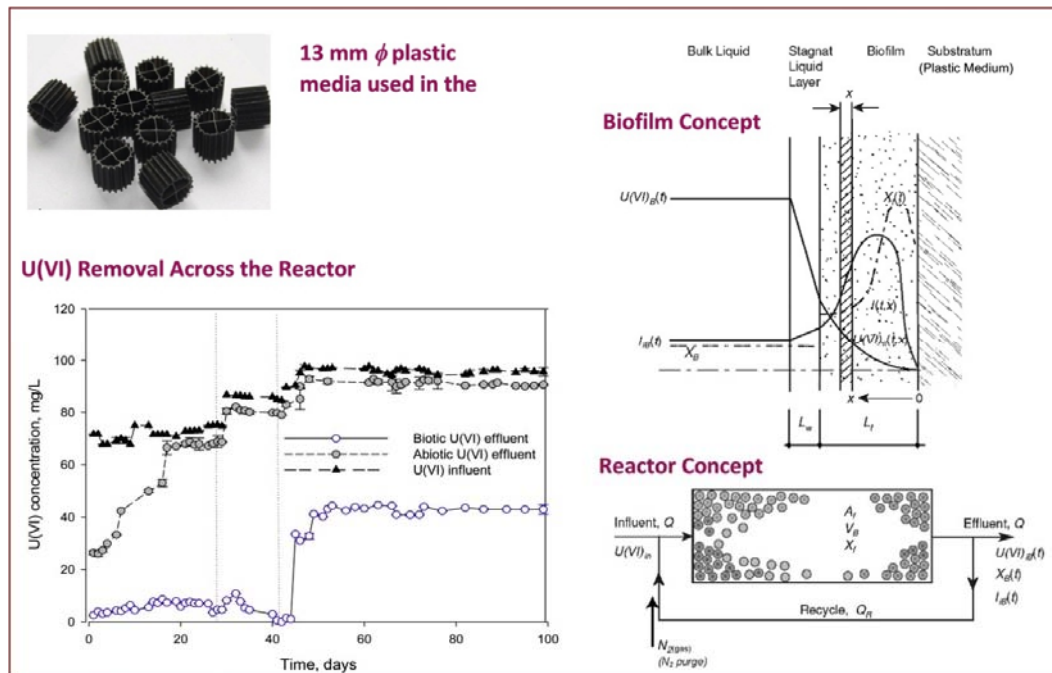 13 mm ϕ plastic
media used in the
U(VI) Removal Across the Reactor
U(VI) concentration, mg/L
120
100
80
60
40
20
0
Biotic U(VI) effluent
Abiotic U(VI) effluent
U(VI) influent
0 20 40 60 80 100
Time, days
Bulk Liquid
Stagnat
Liquid
Layer
Biofilm
Substratum
(Plastic Medium)
x
Biofilm Concept
U(VI)B(t)
Xf(t)
I(t,x)
IiB(t)
XB
x
0
Lw
Lf
Reactor Concept
Influent, Q
U(VI)in
Af
VB
Xf
Effluent, Q
U(VI)B(t)
XB(t)
IiB(t)
Recycle, QR
N2(gas)
(N2 purge)